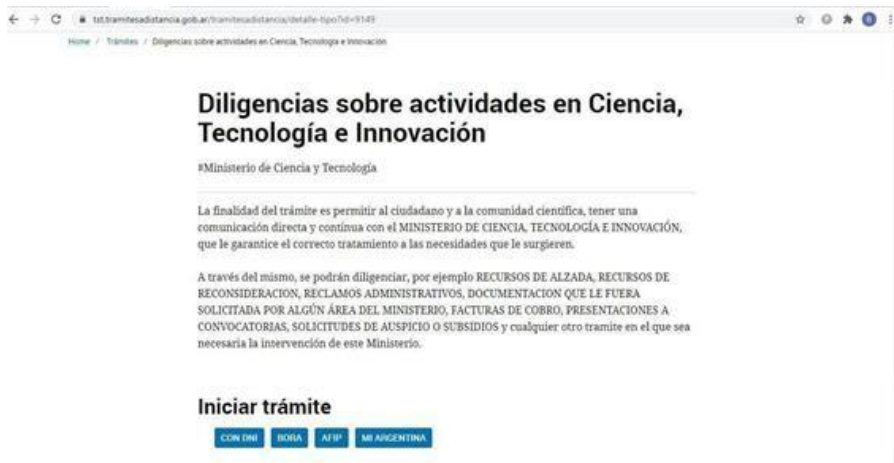 tst.tramitesadistancia.gob.ar/tramitesadistancia/detalle-tipo?id=9149
Home / Trámites / Diligencias sobre actividades en Ciencia, Tecnología e Innovación
Diligencias sobre actividades en Ciencia,
Tecnología e Innovación
#Ministerio de Ciencia y Tecnología
La finalidad del trámite es permitir al ciudadano y a la comunidad científica, tener una
comunicación directa y continua con el MINISTERIO DE CIENCIA, TECNOLOGÍA E INNOVACIÓN,
que le garantice el correcto tratamiento a las necesidades que le surgieren.
A través del mismo, se podrán diligenciar, por ejemplo RECURSOS DE ALZADA, RECURSOS DE
RECONSIDERACION, RECLAMOS ADMINISTRATIVOS, DOCUMENTACION QUE LE FUERA
SOLICITADA POR ALGÚN ÁREA DEL MINISTERIO, FACTURAS DE COBRO, PRESENTACIONES A
CONVOCATORIAS, SOLICITUDES DE AUSPICIO O SUBSIDIOS y cualquier otro tramite en el que sea
necesaria la intervención de este Ministerio.
Iniciar trámite
CON DNI BORA AFIP MI ARGENTINA